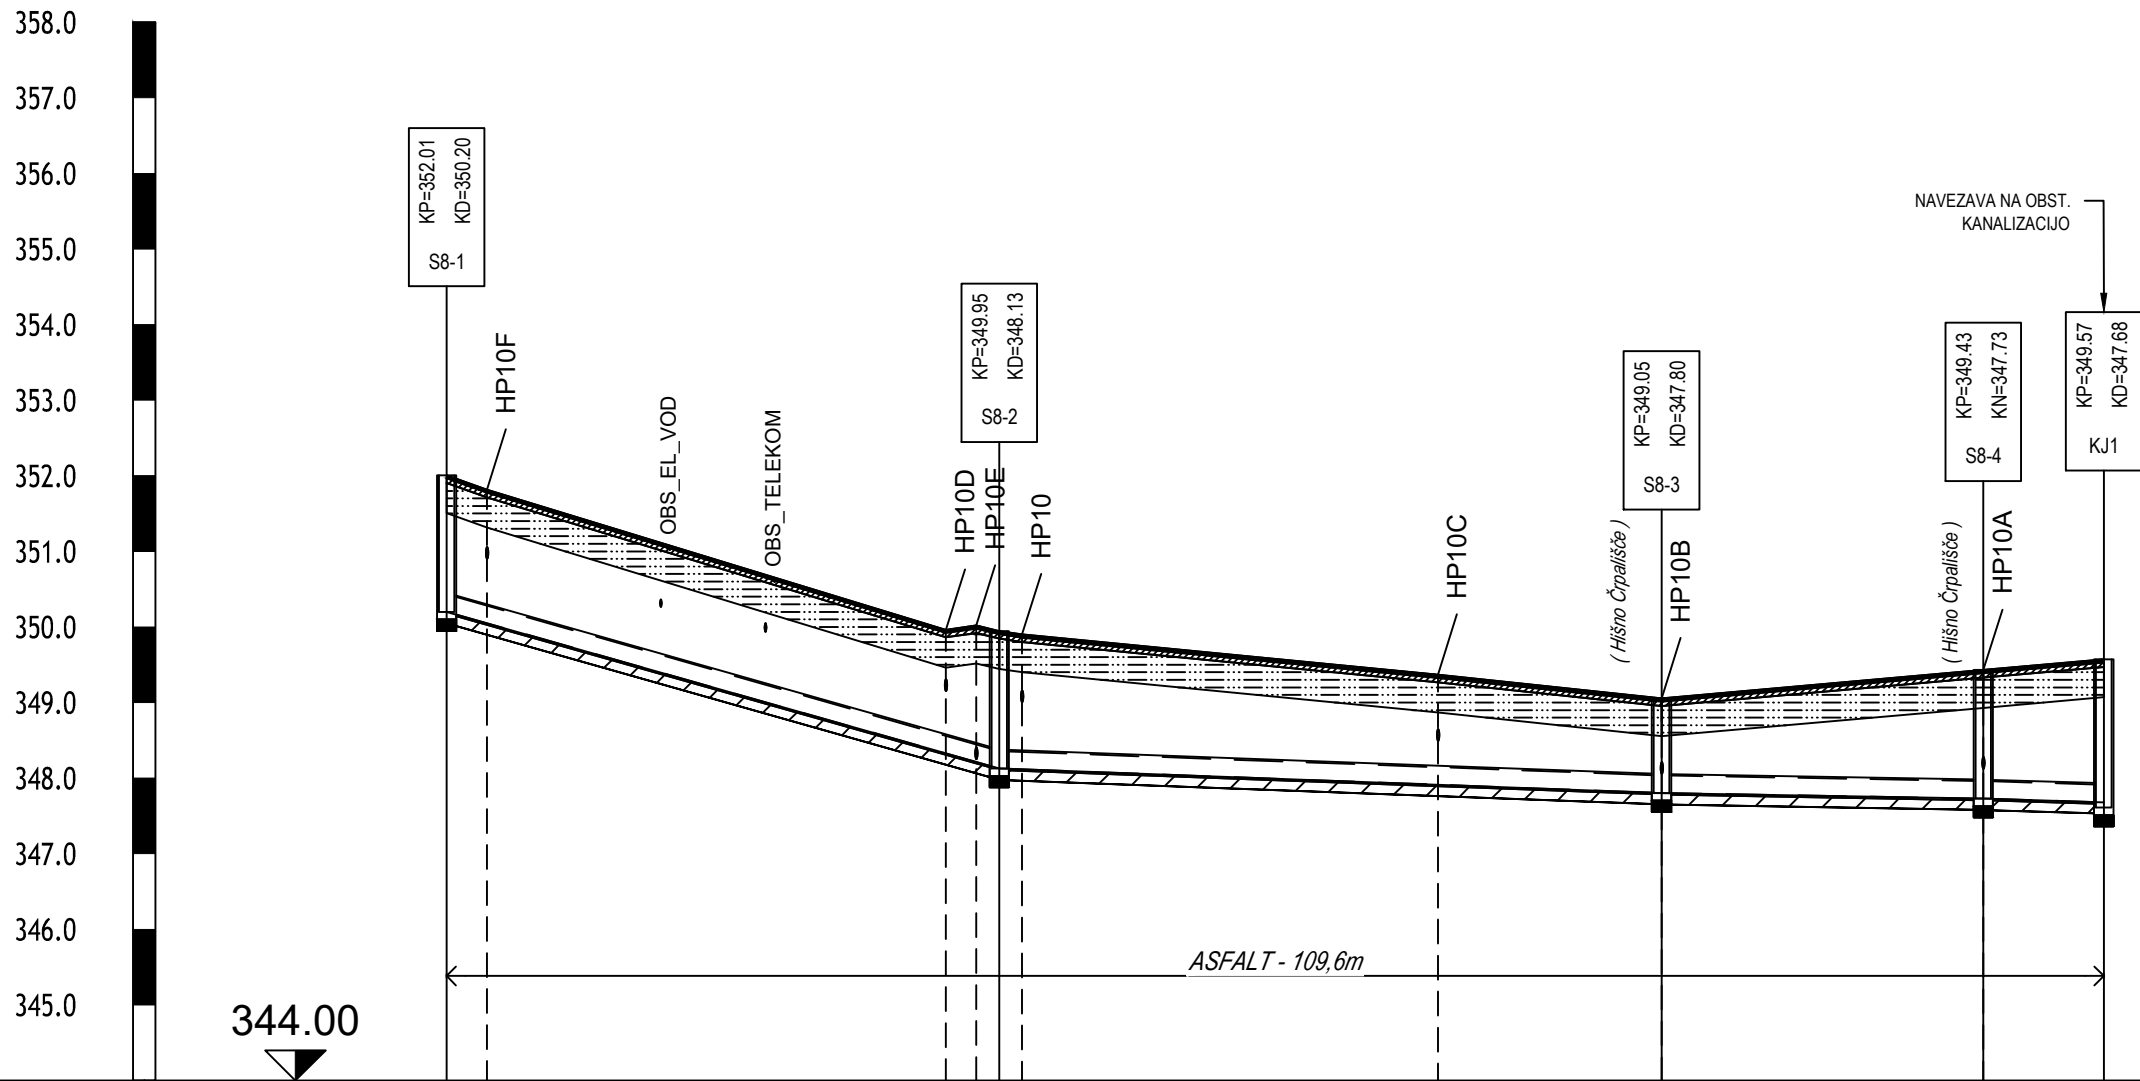 358.0
357.0
356.0
355.0
354.0
353.0
352.0
351.0
350.0
349.0
348.0
347.0
346.0
345.0
344.00
KP=352.01
KD=350.20
S8-1
HP10F
OBS_EL_VOD
OBS_TELEKOM
HP10D
HP10E
KP=349.95
KD=348.13
S8-2
HP10
HP10C
( Hišno Črpališče )
KP=349.05
KD=347.80
S8-3
HP10B
( Hišno Črpališče )
KP=349.43
KN=347.73
S8-4
HP10A
NAVEZAVA NA OBST.
KANALIZACIJO
KP=349.57
KD=347.68
KJ1
ASFALT - 109,6m